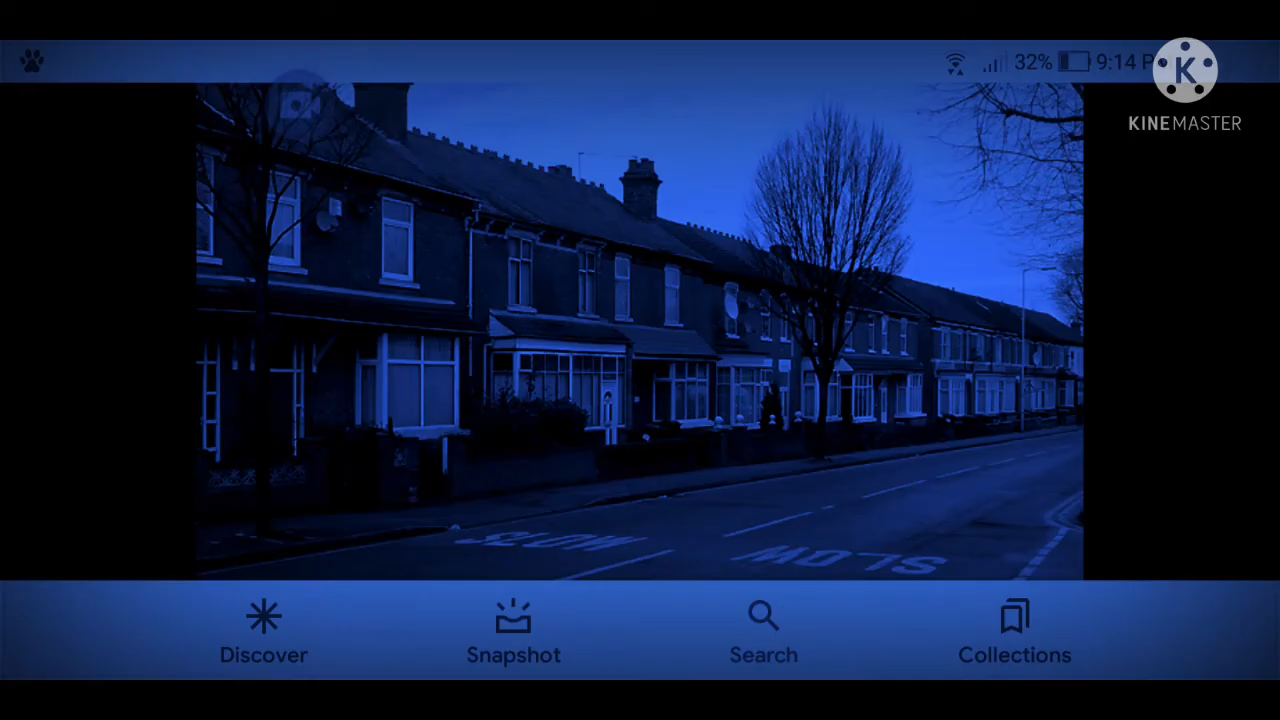 32% 9:14 P
K
KINEMASTER
SLOW
SLOW
Discover Snapshot Search Collections